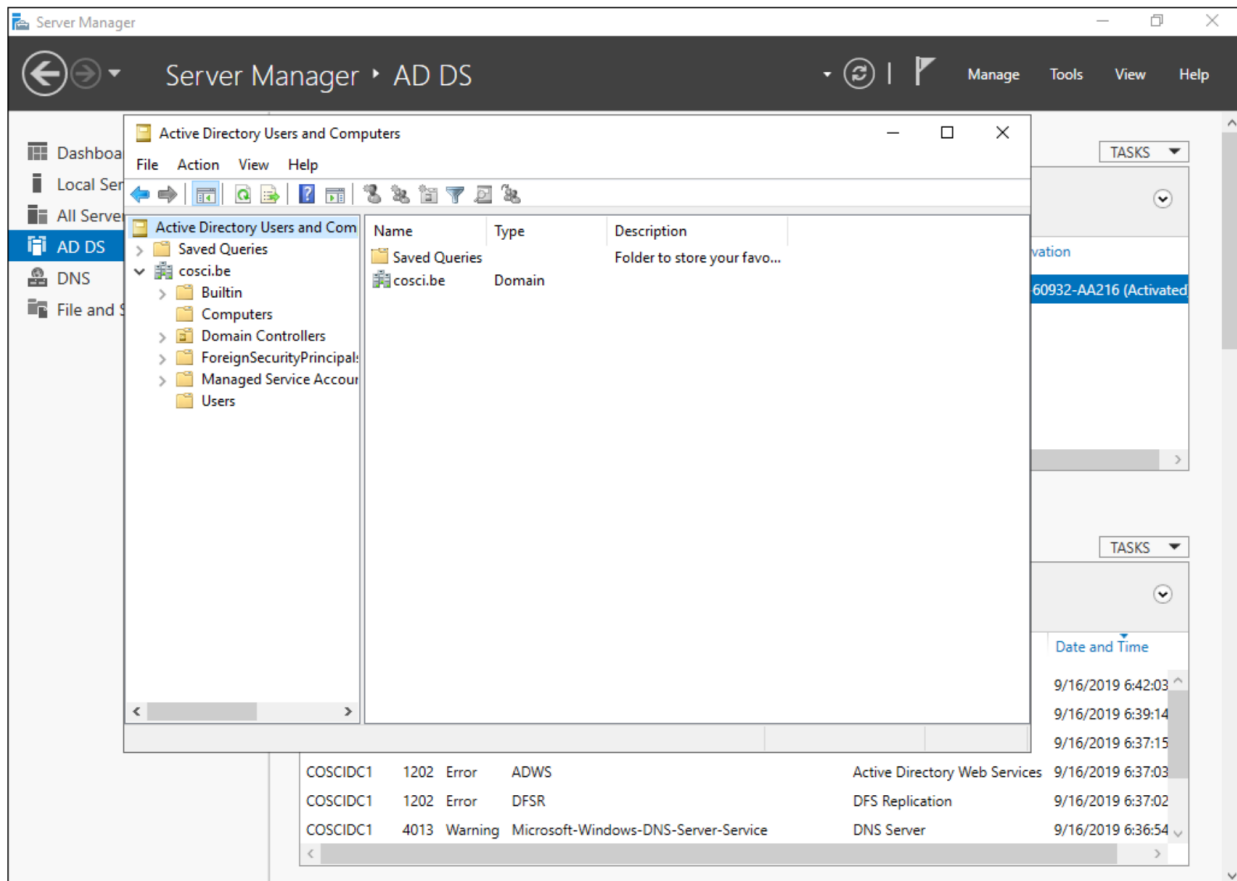 Server Manager
Server Manager ‣ AD DS
Manage Tools View Help
Active Directory Users and Computers
TASKS
Dashboa
File Action View Help
Local Ser
All Server
Active Directory Users and Com
Name Type Description
AD DS
Saved Queries
Saved Queries Folder to store your favo...
vation
cosci.be
cosci.be Domain
DNS
Builtin
60932-AA216 (Activated
File and S
Computers
Domain Controllers
ForeignSecurityPrincipals
Managed Service Accour
Users
TASKS
Date and Time
9/16/2019 6:42:03
9/16/2019 6:39:14
9/16/2019 6:37:15
COSCIDC1 1202 Error ADWS Active Directory Web Services 9/16/2019 6:37:03
COSCIDC1 1202 Error DFSR DFS Replication 9/16/2019 6:37:02
COSCIDC1 4013 Warning Microsoft-Windows-DNS-Server-Service DNS Server 9/16/2019 6:36:54